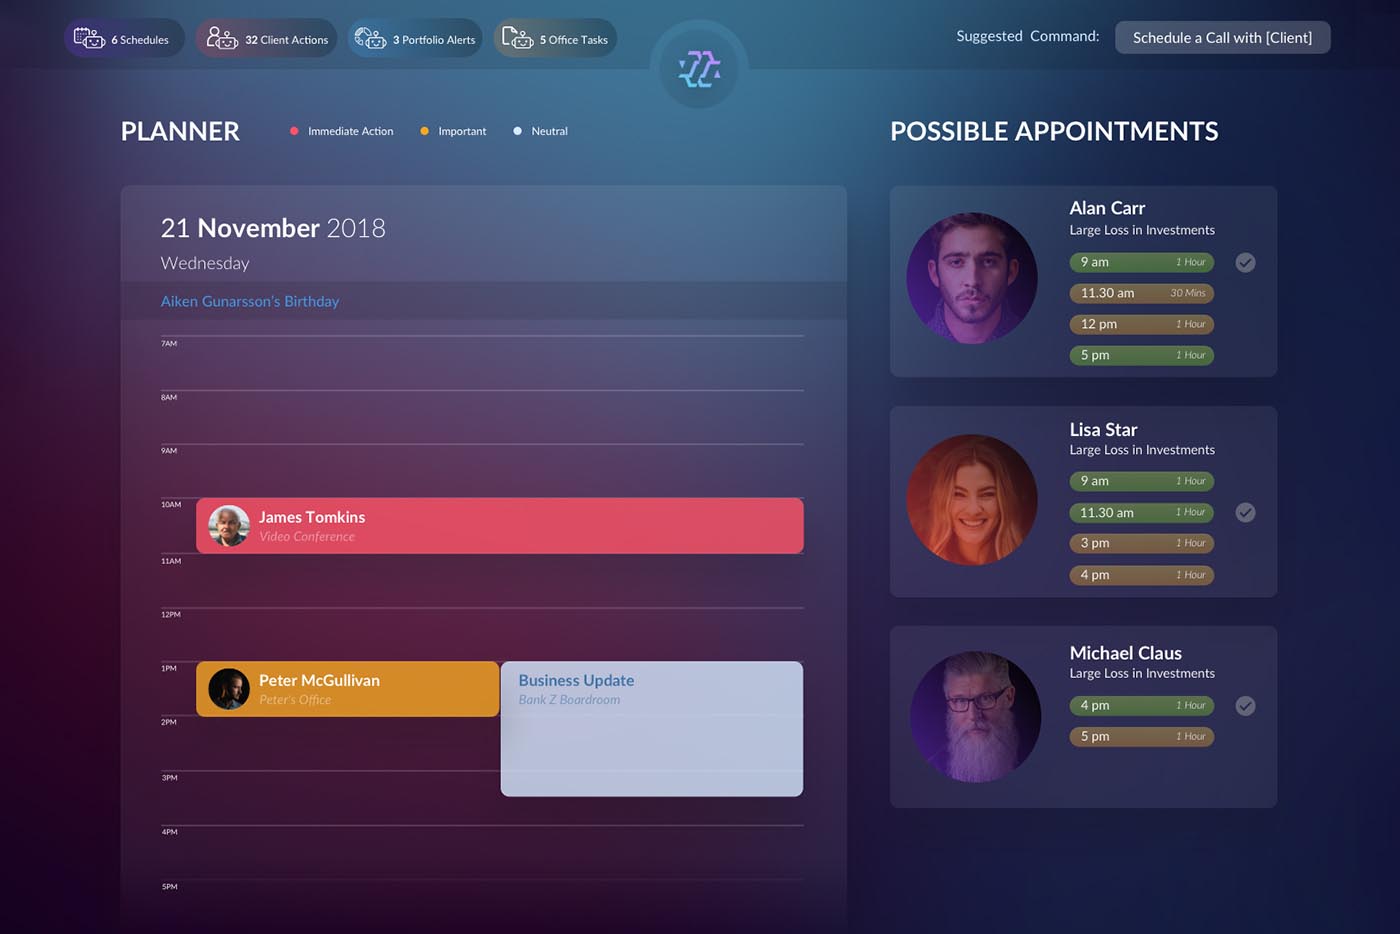 6 Schedules
32 Client Actions
3 Portfolio Alerts
5 Office Tasks
Suggested Command:
Schedule a Call with [Client]
PLANNER
Immediate Action
Important
Neutral
21 November 2018
Wednesday
Aiken Gunarsson's Birthday
7AM
8AM
9AM
10AM
James Tomkins
Video Conference
11AM
12PM
1PM
Peter McGullivan
Peter's Office
Business Update
Bank Z Boardroom
2PM
3PM
4PM
5PM
POSSIBLE APPOINTMENTS
Alan Carr
Large Loss in Investments
9 am 1 Hour
11.30 am 30 Mins
12 pm 1 Hour
5 pm 1 Hour
Lisa Star
Large Loss in Investments
9 am 1 Hour
11.30 am 1 Hour
3 pm 1 Hour
4 pm 1 Hour
Michael Claus
Large Loss in Investments
4 pm 1 Hour
5 pm 1 Hour